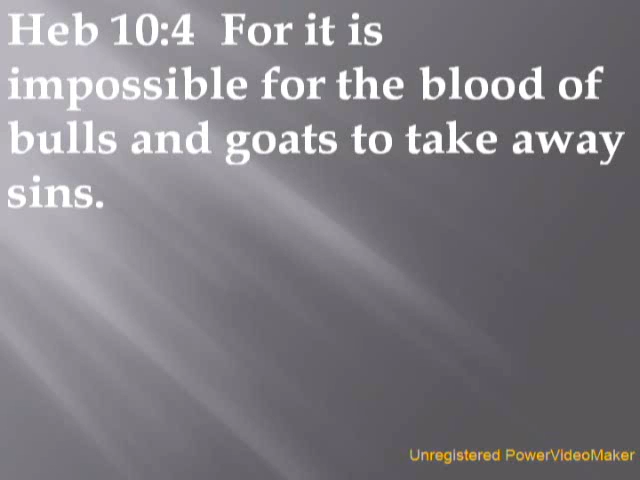 Heb 10:4  For it is
impossible for the blood of
bulls and goats to take away
sins.
Unregistered PowerVideoMaker